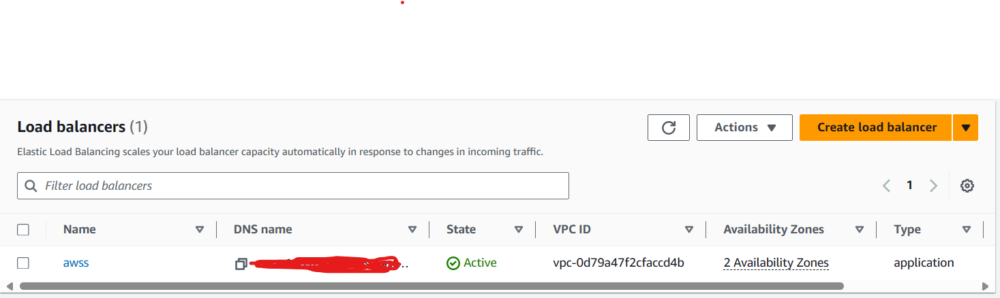 Load balancers (1)
Actions
Create load balancer
Elastic Load Balancing scales your load balancer capacity automatically in response to changes in incoming traffic.
Filter load balancers
1
Name DNS name State VPC ID Availability Zones Type
awss ... Active vpc-0d79a47f2cfaccd4b 2 Availability Zones application